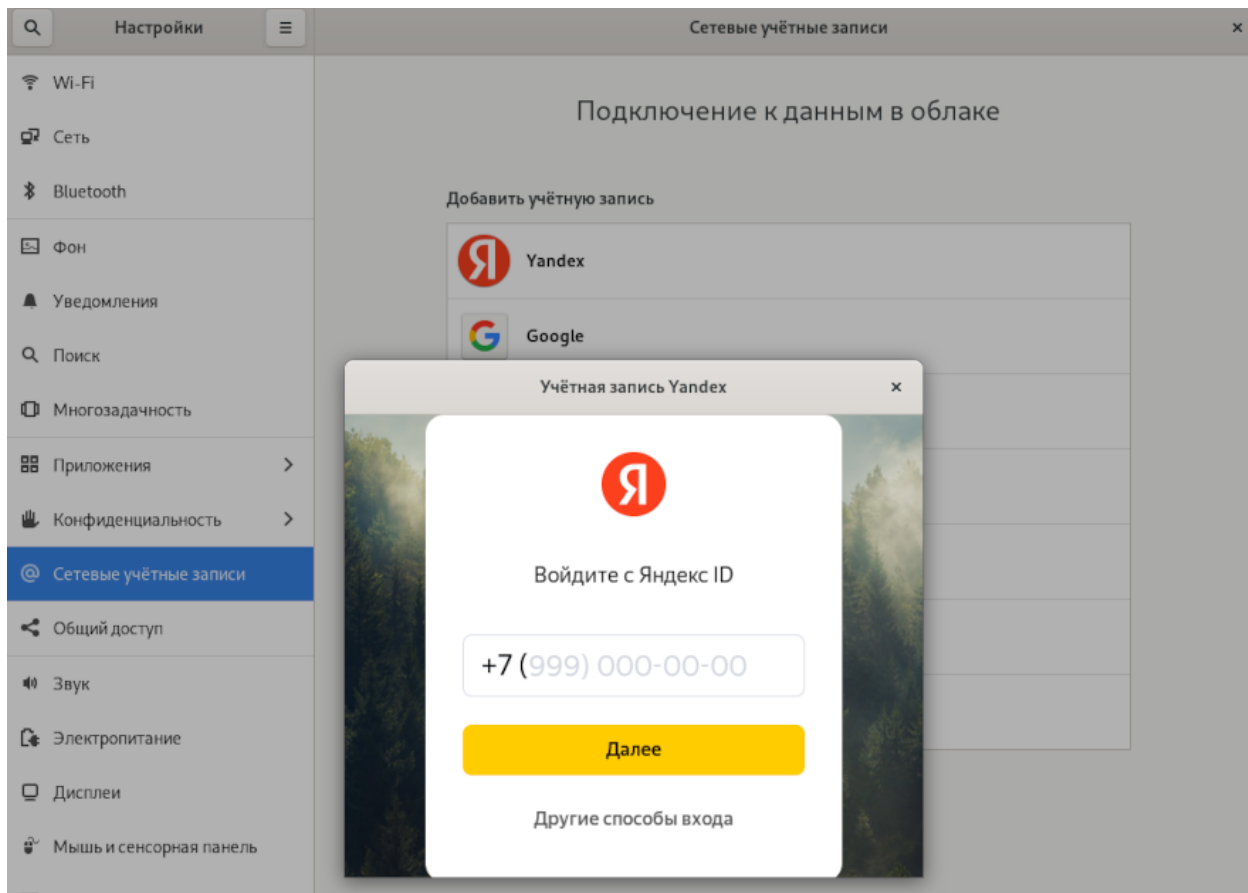 Настройки
Сетевые учётные записи
Wi-Fi
Сеть
Bluetooth
Фон
Уведомления
Поиск
Многозадачность
Приложения
Конфиденциальность
Сетевые учётные записи
Общий доступ
Звук
Электропитание
Дисплеи
Мышь и сенсорная панель
Подключение к данным в облаке
Добавить учётную запись
Я
Yandex
G
Google
Учётная запись Yandex
Я
Войдите с Яндекс ID
+7 (999) 000-00-00
Далее
Другие способы входа